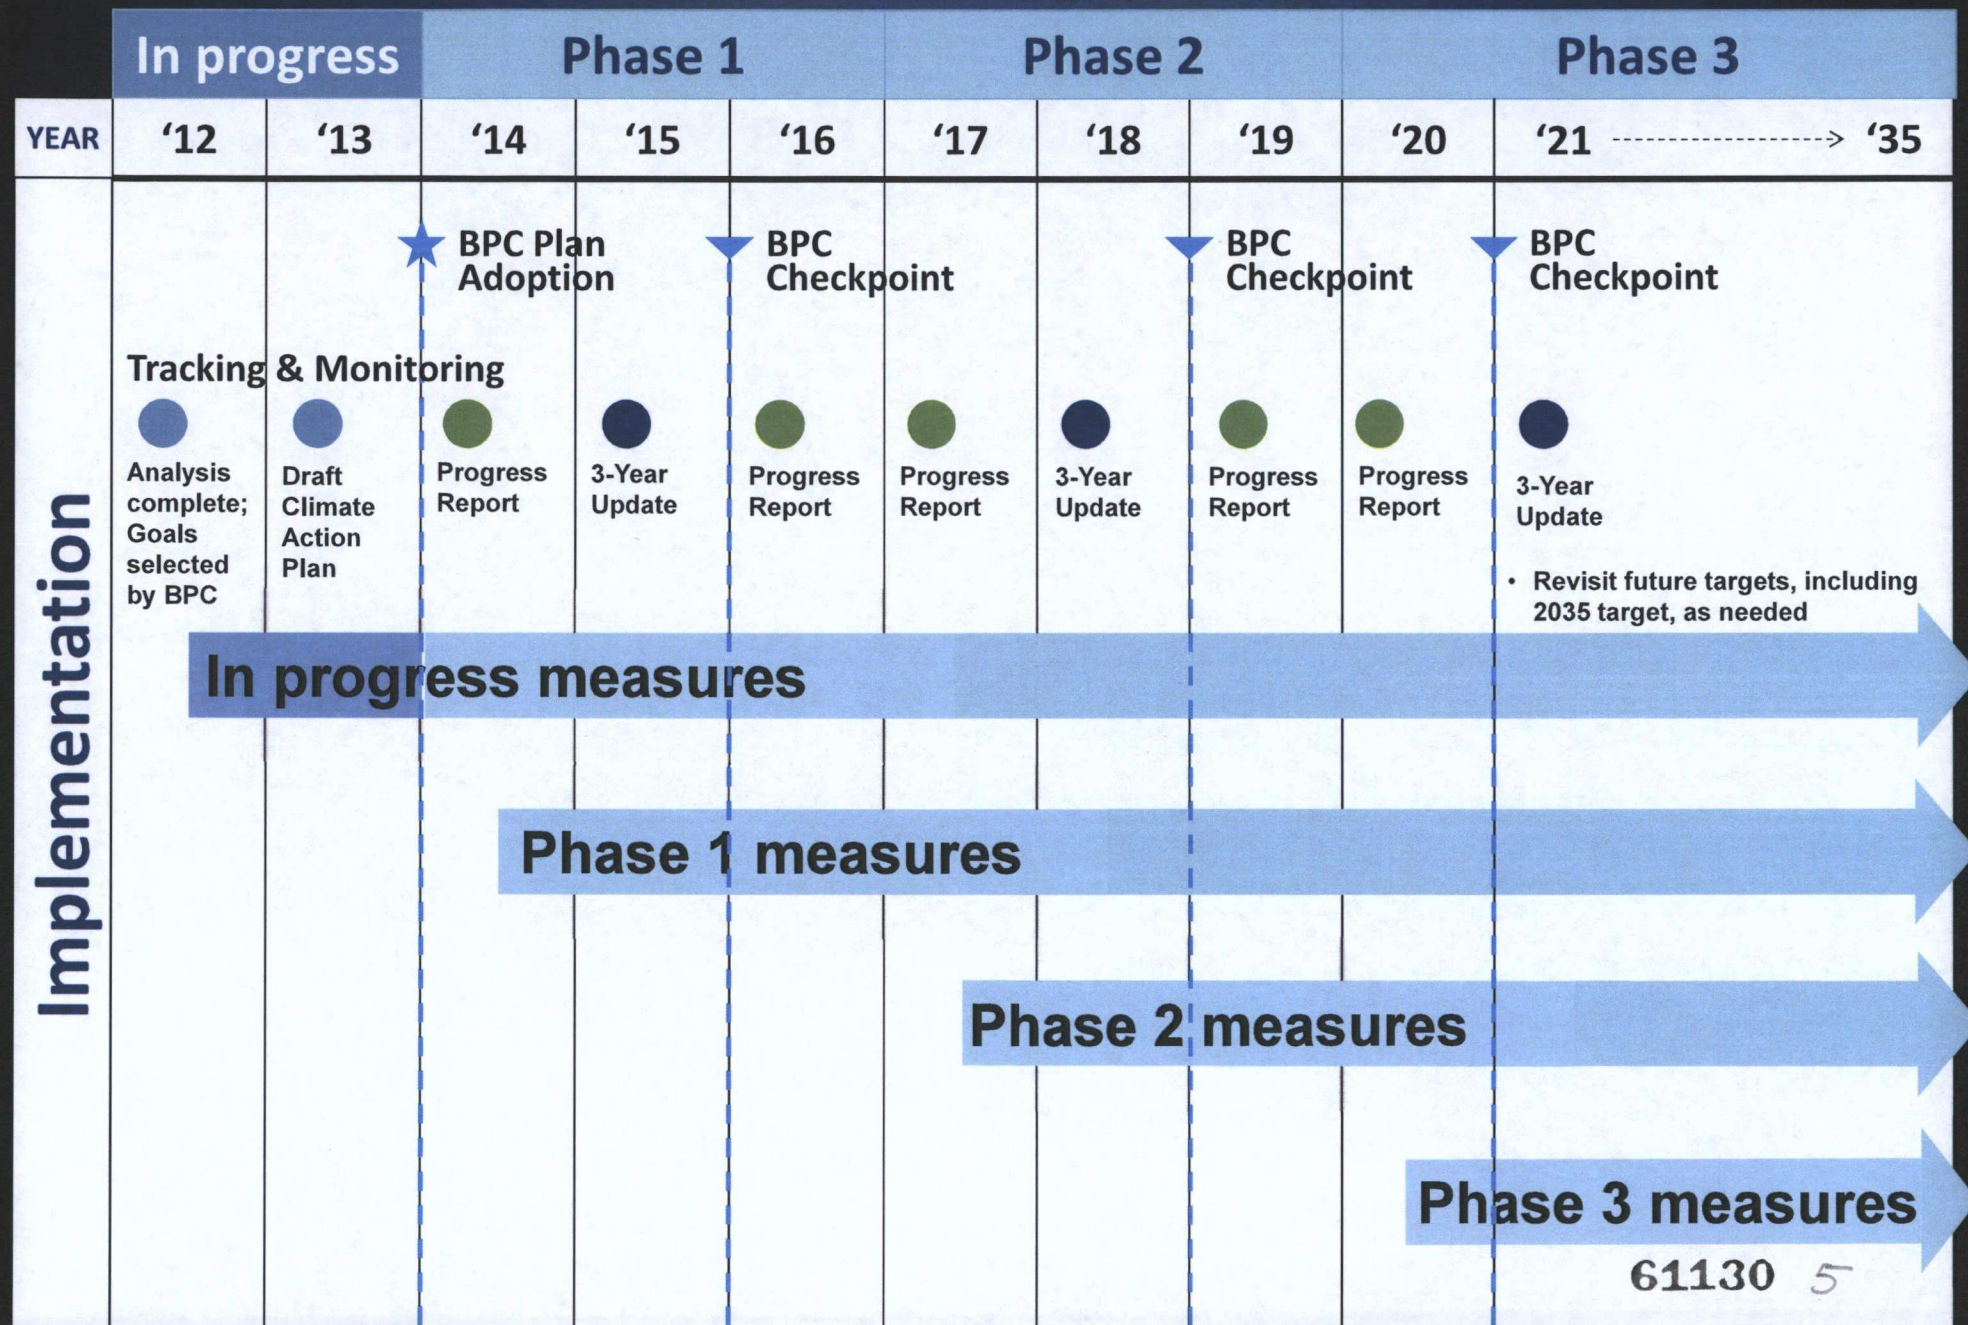 In progress Phase 1 Phase 2 Phase 3
YEAR ‘12 ‘13 ‘14 ‘15 ‘16 ‘17 ‘18 ‘19 ‘20 ‘21 ‘35
Implementation
BPC Plan
Adoption
BPC
Checkpoint
BPC
Checkpoint
BPC
Checkpoint
Tracking & Monitoring
Analysis
complete;
Goals
selected
by BPC
Draft
Climate
Action
Plan
Progress
Report
3-Year
Update
Progress
Report
Progress
Report
3-Year
Update
Progress
Report
Progress
Report
3-Year
Update
• Revisit future targets, including
2035 target, as needed
In progress measures
Phase 1 measures
Phase 2 measures
Phase 3 measures
61130 5